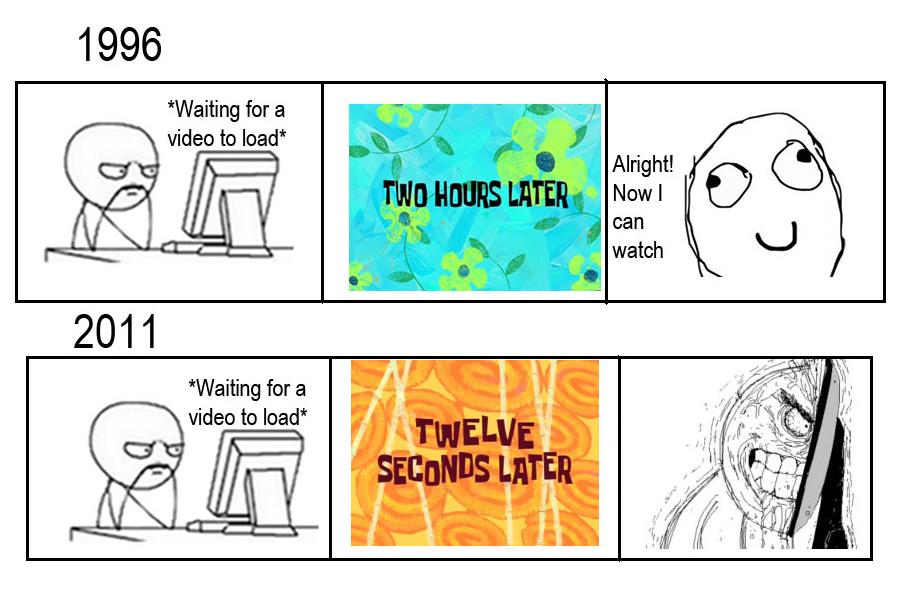 1996
*Waiting for a
video to load*
TWO HOURS LATER
Alright!
Now I
can
watch
2011
*Waiting for a
video to load*
TWELVE
SECONDS LATER